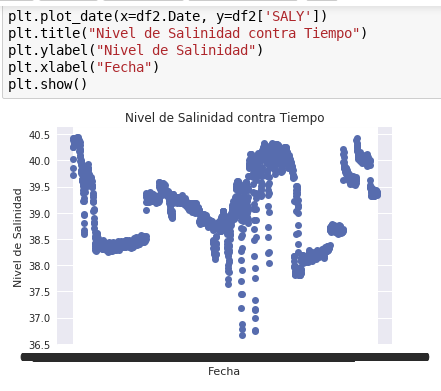 plt.plot_date(x=df2.Date, y=df2['SALY'])
plt.title("Nivel de Salinidad contra Tiempo")
plt.ylabel("Nivel de Salinidad")
plt.xlabel("Fecha")
plt.show()
Nivel de Salinidad contra Tiempo
40.5
40.0
39.5
39.0
38.5
38.0
37.5
37.0
36.5
Nivel de Salinidad
Fecha